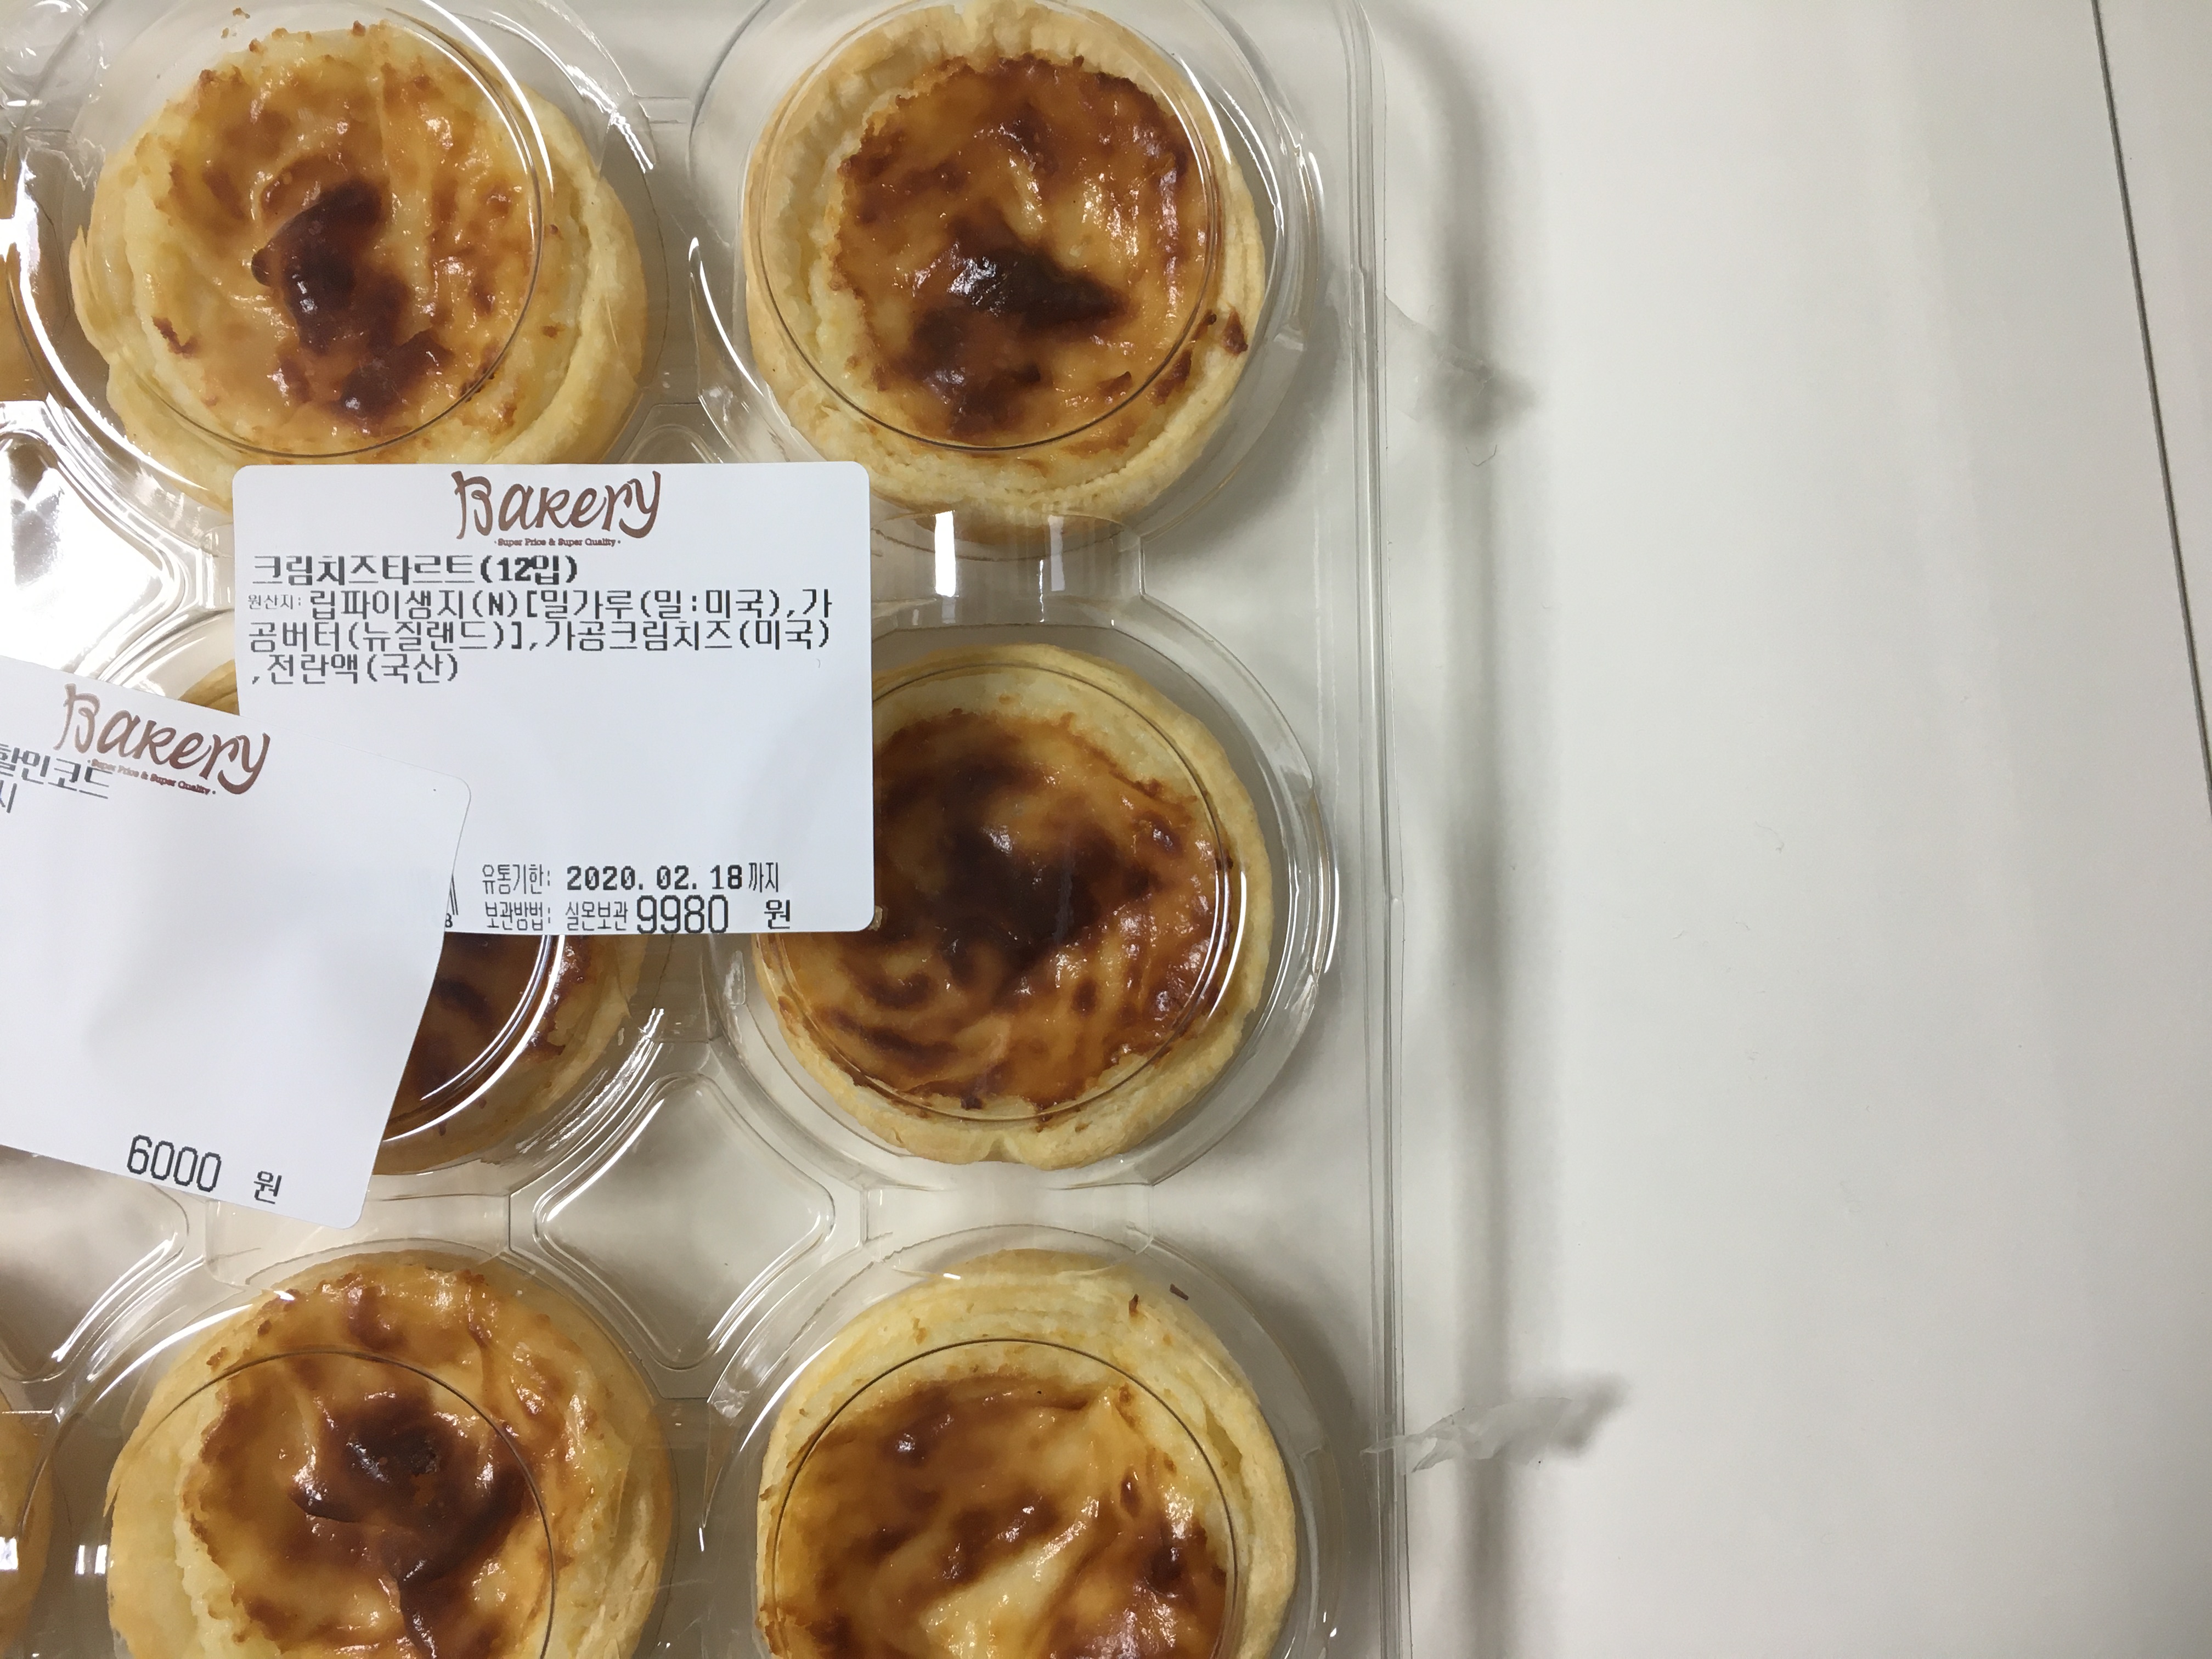 Bakery
Super Price & Super Quality
크림치즈타르트(12입)
원산지: 립파이생지(N)[밀가루(밀:미국),가
공버터(뉴질랜드)],가공크림치즈(미국)
,전란액(국산)
유통기한: 2020.02.18까지
보관방법: 실온보관 9980 원
8
Bakery
Super Price & Super Quality
할인코드
시
6000 원